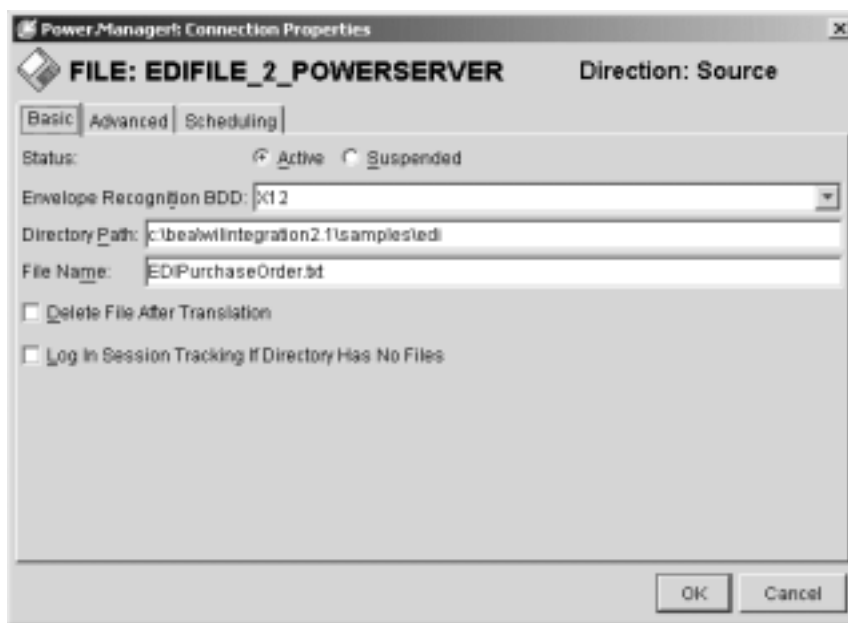 Power.Manager!: Connection Properties
FILE: EDIFILE_2_POWERSERVER Direction: Source
Basic Advanced Scheduling
Status: Active Suspended
Envelope Recognition BDD: X12
Directory Path: c:\bea\wlintegration2.1\samples\edi
File Name: EDIPurchaseOrder.txt
Delete File After Translation
Log In Session Tracking If Directory Has No Files
OK Cancel